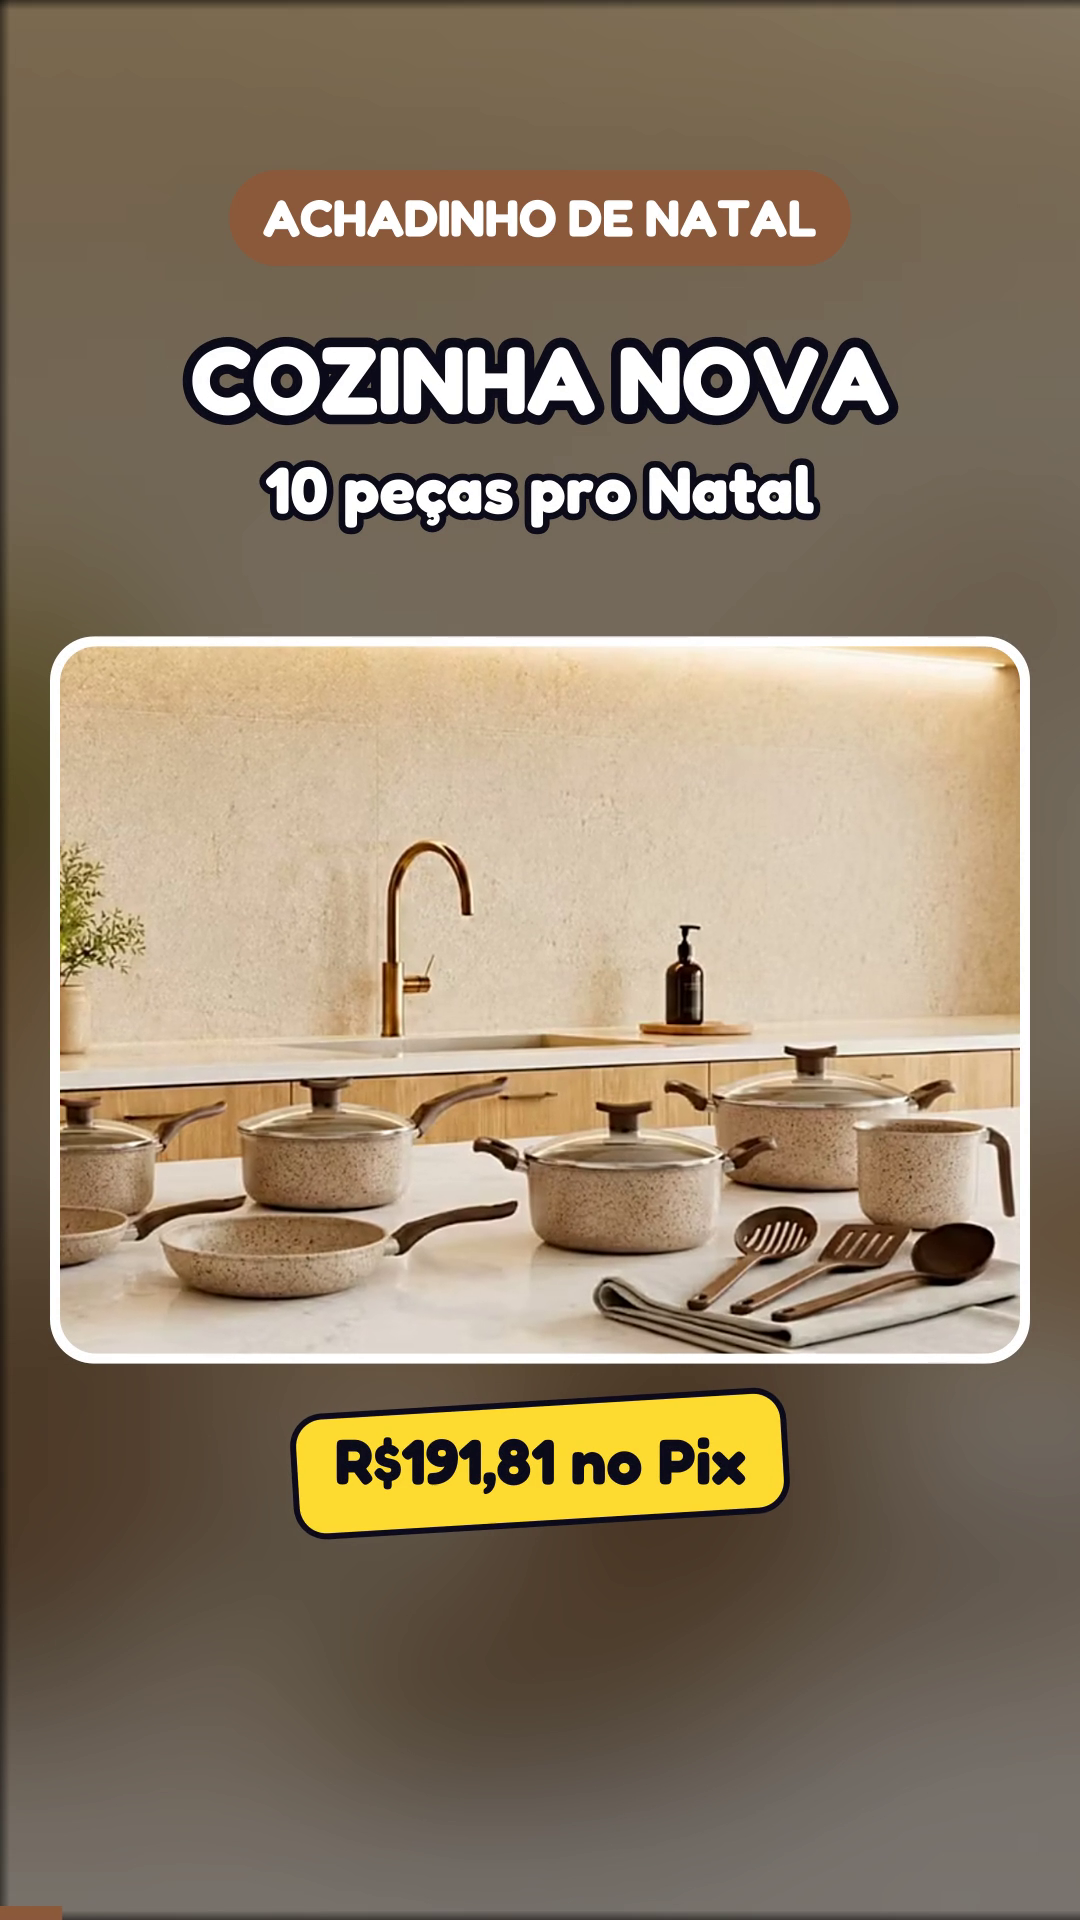 ACHADINHO DE NATAL
COZINHA NOVA
10 peças pro Natal
R$191,81 no Pix